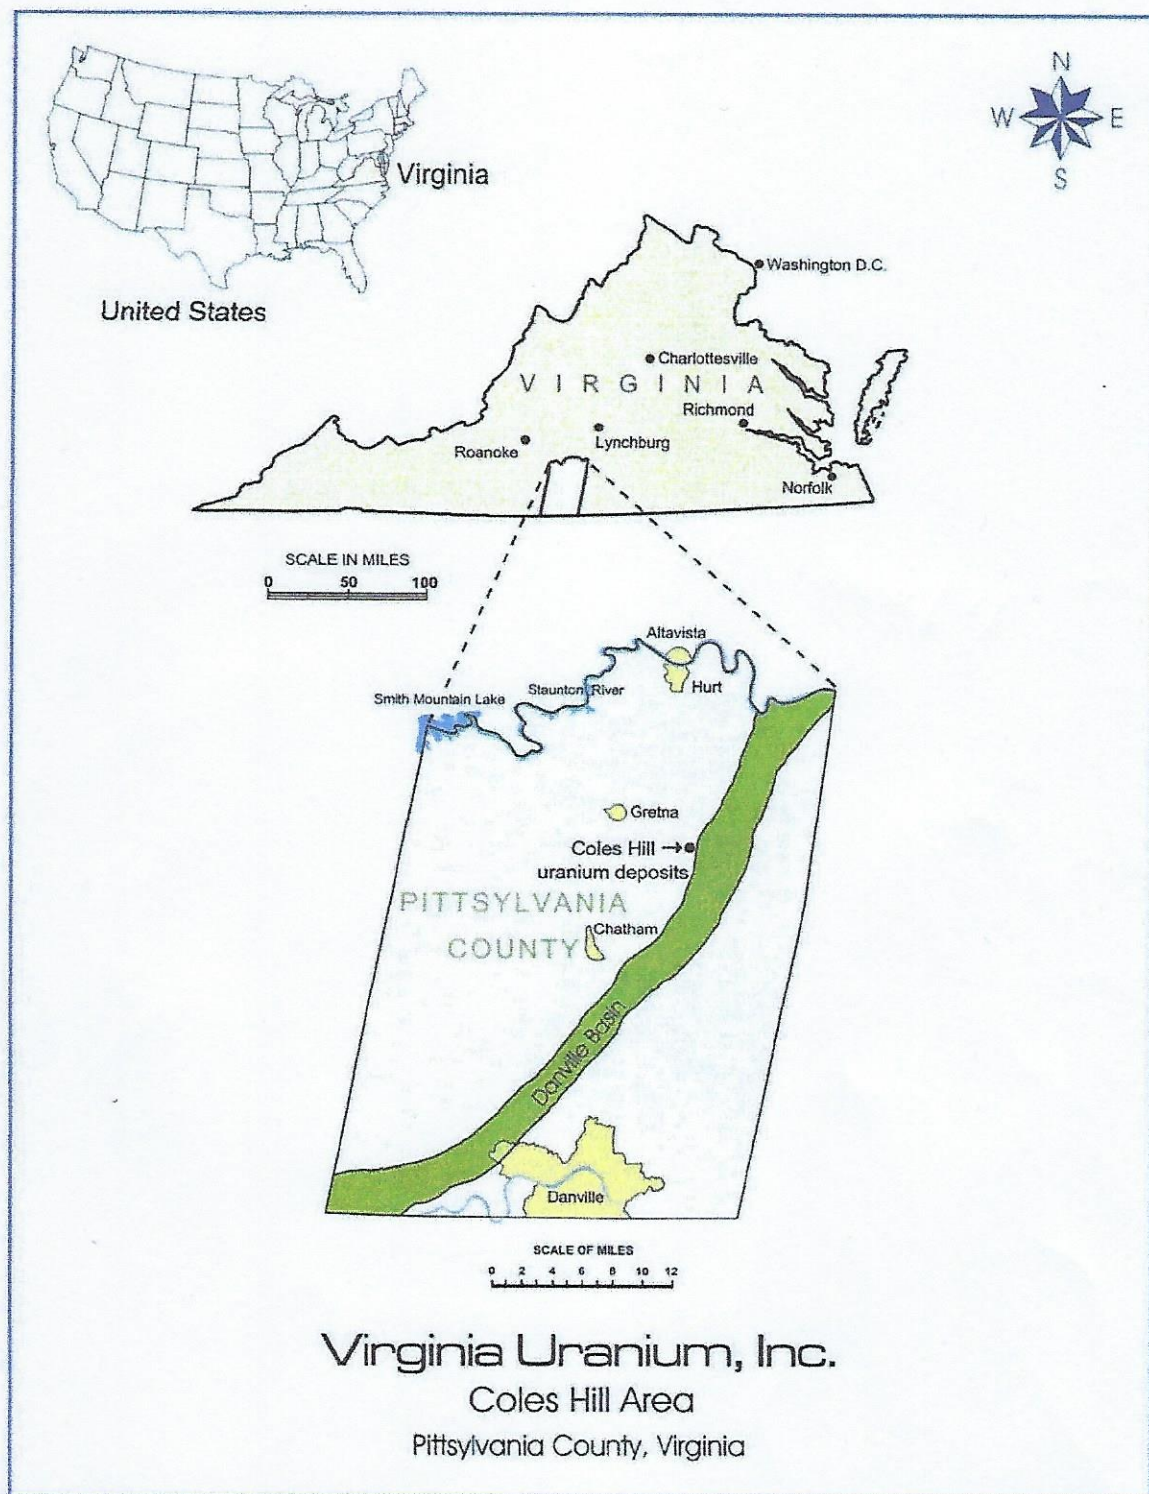 N
W E
S
Virginia
United States
Washington D.C.
Charlottesville
VIRGINIA
Richmond
Lynchburg
Roanoke
Norfolk
SCALE IN MILES
0 50 100
Altavista
Hurt
Staunton River
Smith Mountain Lake
Gretna
Coles Hill →
uranium deposits
PITTSYLVANIA
COUNTY
Chatham
Danville Basin
Danville
SCALE OF MILES
0 2 4 6 8 10 12
Virginia Uranium, Inc.
Coles Hill Area
Pittsylvania County, Virginia